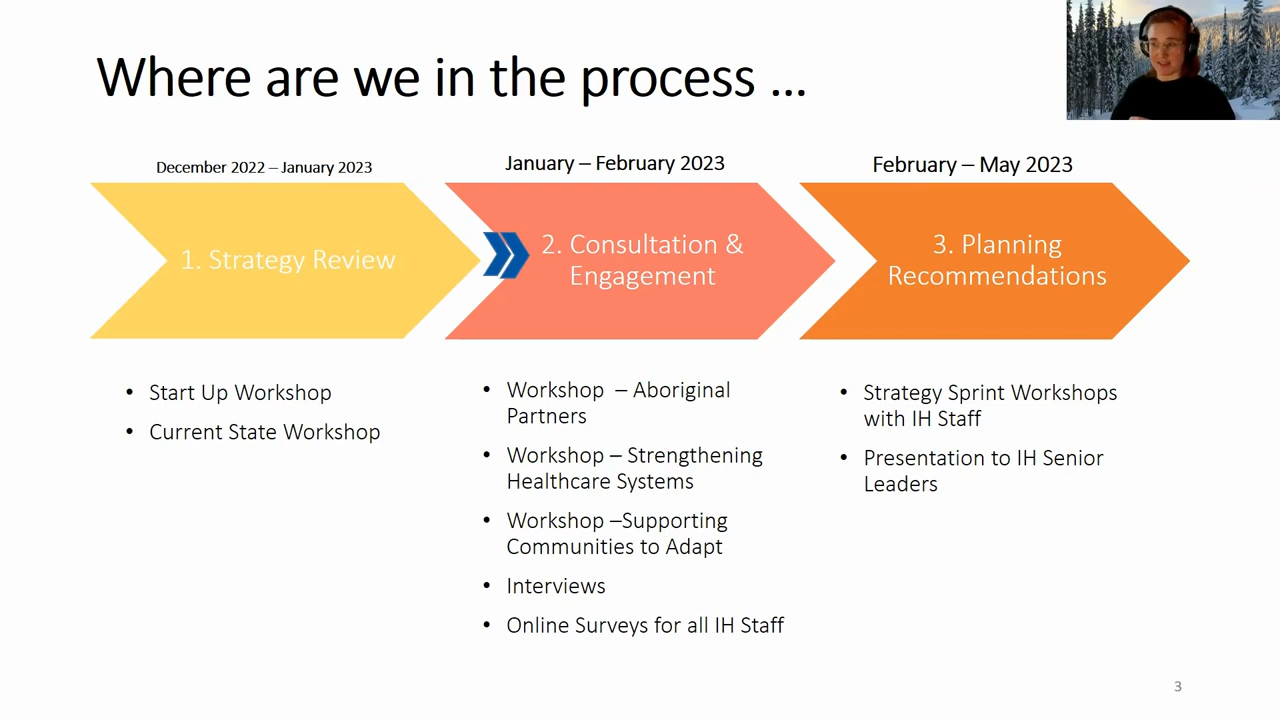 Where are we in the process ...
December 2022 – January 2023
1. Strategy Review
• Start Up Workshop
• Current State Workshop
January – February 2023
2. Consultation &
Engagement
• Workshop – Aboriginal
Partners
• Workshop – Strengthening
Healthcare Systems
• Workshop –Supporting
Communities to Adapt
• Interviews
• Online Surveys for all IH Staff
February – May 2023
3. Planning
Recommendations
• Strategy Sprint Workshops
with IH Staff
• Presentation to IH Senior
Leaders
3